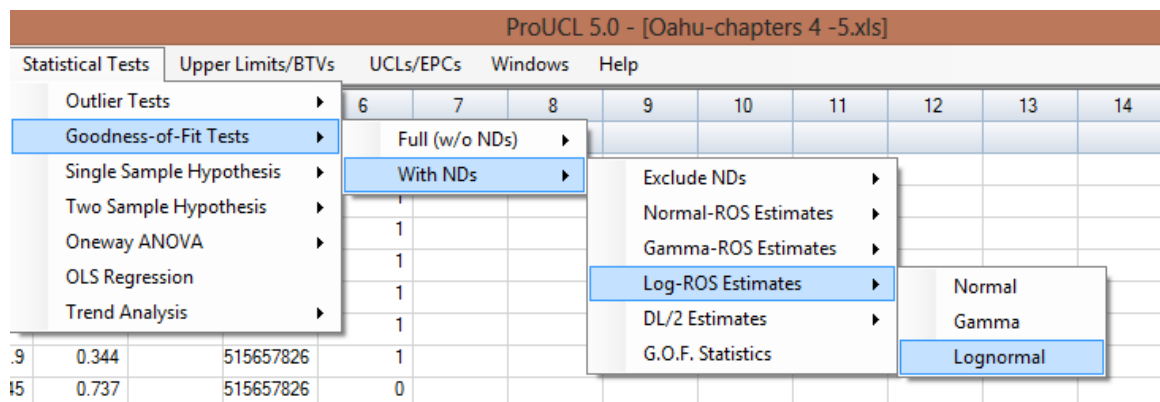 ProUCL 5.0 - [Oahu-chapters 4 -5.xls]
Statistical Tests Upper Limits/BTVs UCLs/EPCs Windows Help
6 7 8 9 10 11 12 13 14
Outlier Tests
Goodness-of-Fit Tests
Single Sample Hypothesis
Two Sample Hypothesis
Oneway ANOVA
OLS Regression
Trend Analysis
Full (w/o NDs)
With NDs
Exclude NDs
Normal-ROS Estimates
Gamma-ROS Estimates
Log-ROS Estimates
DL/2 Estimates
G.O.F. Statistics
Normal
Gamma
Lognormal
1
1
1
1
1
.9 0.344 515657826 1
45 0.737 515657826 0